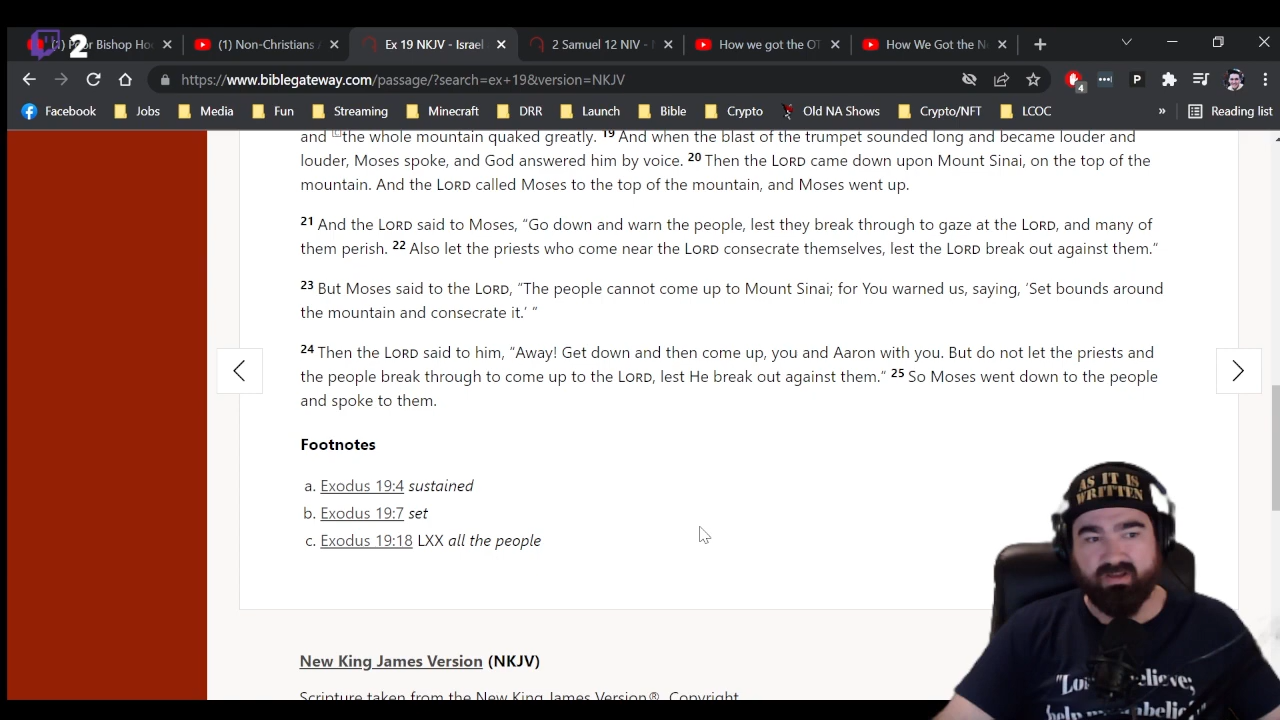 2
(1) Poor Bishop Ho
(1) Non-Christians /
Ex 19 NKJV - Israe
2 Samuel 12 NIV -
How we got the OT
How We Got the N
https://www.biblegateway.com/passage/?search=ex+19&version=NKJV
4
P
Facebook
Jobs
Media
Fun
Streaming
Minecraft
DRR
Launch
Bible
Crypto
Old NA Shows
Crypto/NFT
LCOC
»
Reading list
and [c]the whole mountain quaked greatly. 19 And when the blast of the trumpet sounded long and became louder and
louder, Moses spoke, and God answered him by voice. 20 Then the LORD came down upon Mount Sinai, on the top of the
mountain. And the LORD called Moses to the top of the mountain, and Moses went up.
21 And the LORD said to Moses, “Go down and warn the people, lest they break through to gaze at the LORD, and many of
them perish. 22 Also let the priests who come near the LORD consecrate themselves, lest the LORD break out against them.”
23 But Moses said to the LORD, “The people cannot come up to Mount Sinai; for You warned us, saying, ‘Set bounds around
the mountain and consecrate it.’ ”
24 Then the LORD said to him, “Away! Get down and then come up, you and Aaron with you. But do not let the priests and
the people break through to come up to the LORD, lest He break out against them.” 25 So Moses went down to the people
and spoke to them.
Footnotes
a. Exodus 19:4 sustained
b. Exodus 19:7 set
c. Exodus 19:18 LXX all the people
New King James Version (NKJV)
Scripture taken from the New King James Version®. Copyright
AS IT IS
WRITTEN
"Lo believe;
help my unbelie